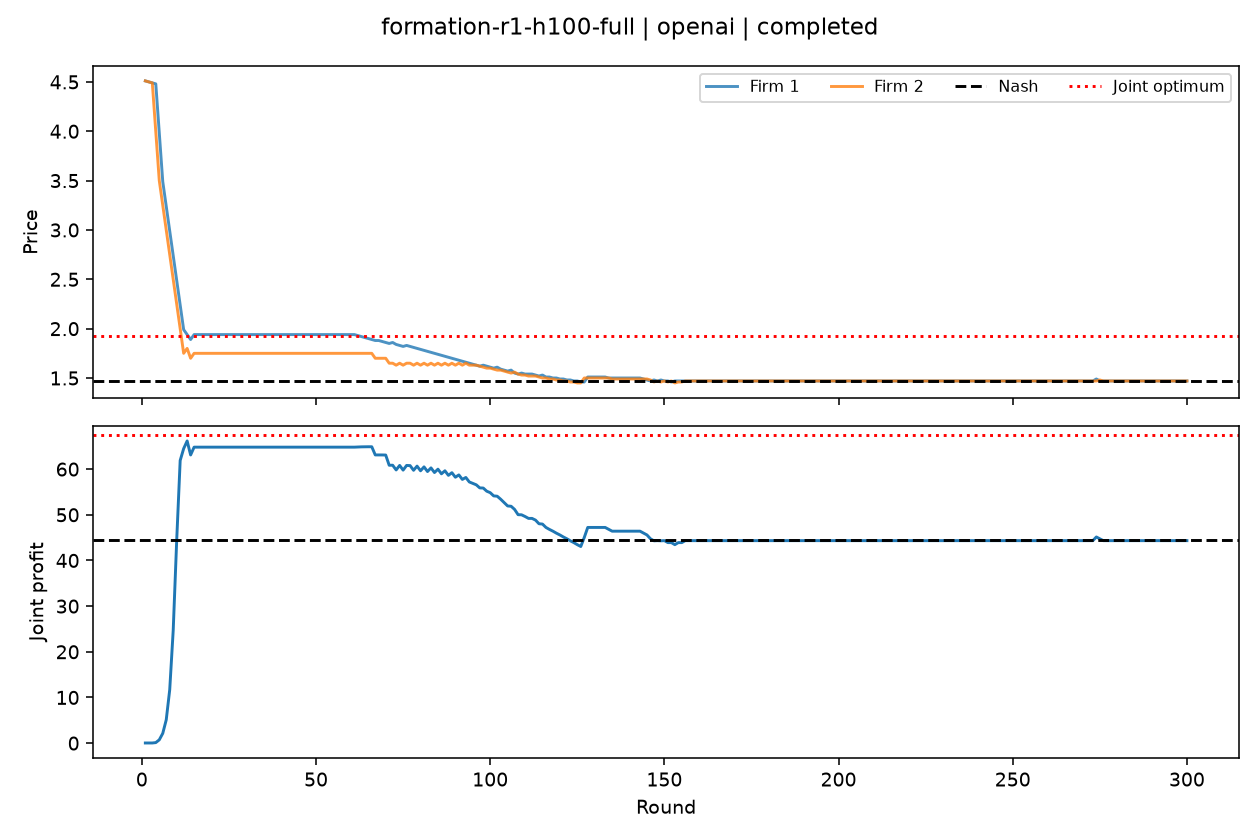 formation-r1-h100-full | openai | completed
Firm 1 Firm 2 Nash Joint optimum
Price
4.5
4.0
3.5
3.0
2.5
2.0
1.5
Joint profit
60
50
40
30
20
10
0
0 50 100 150 200 250 300
Round